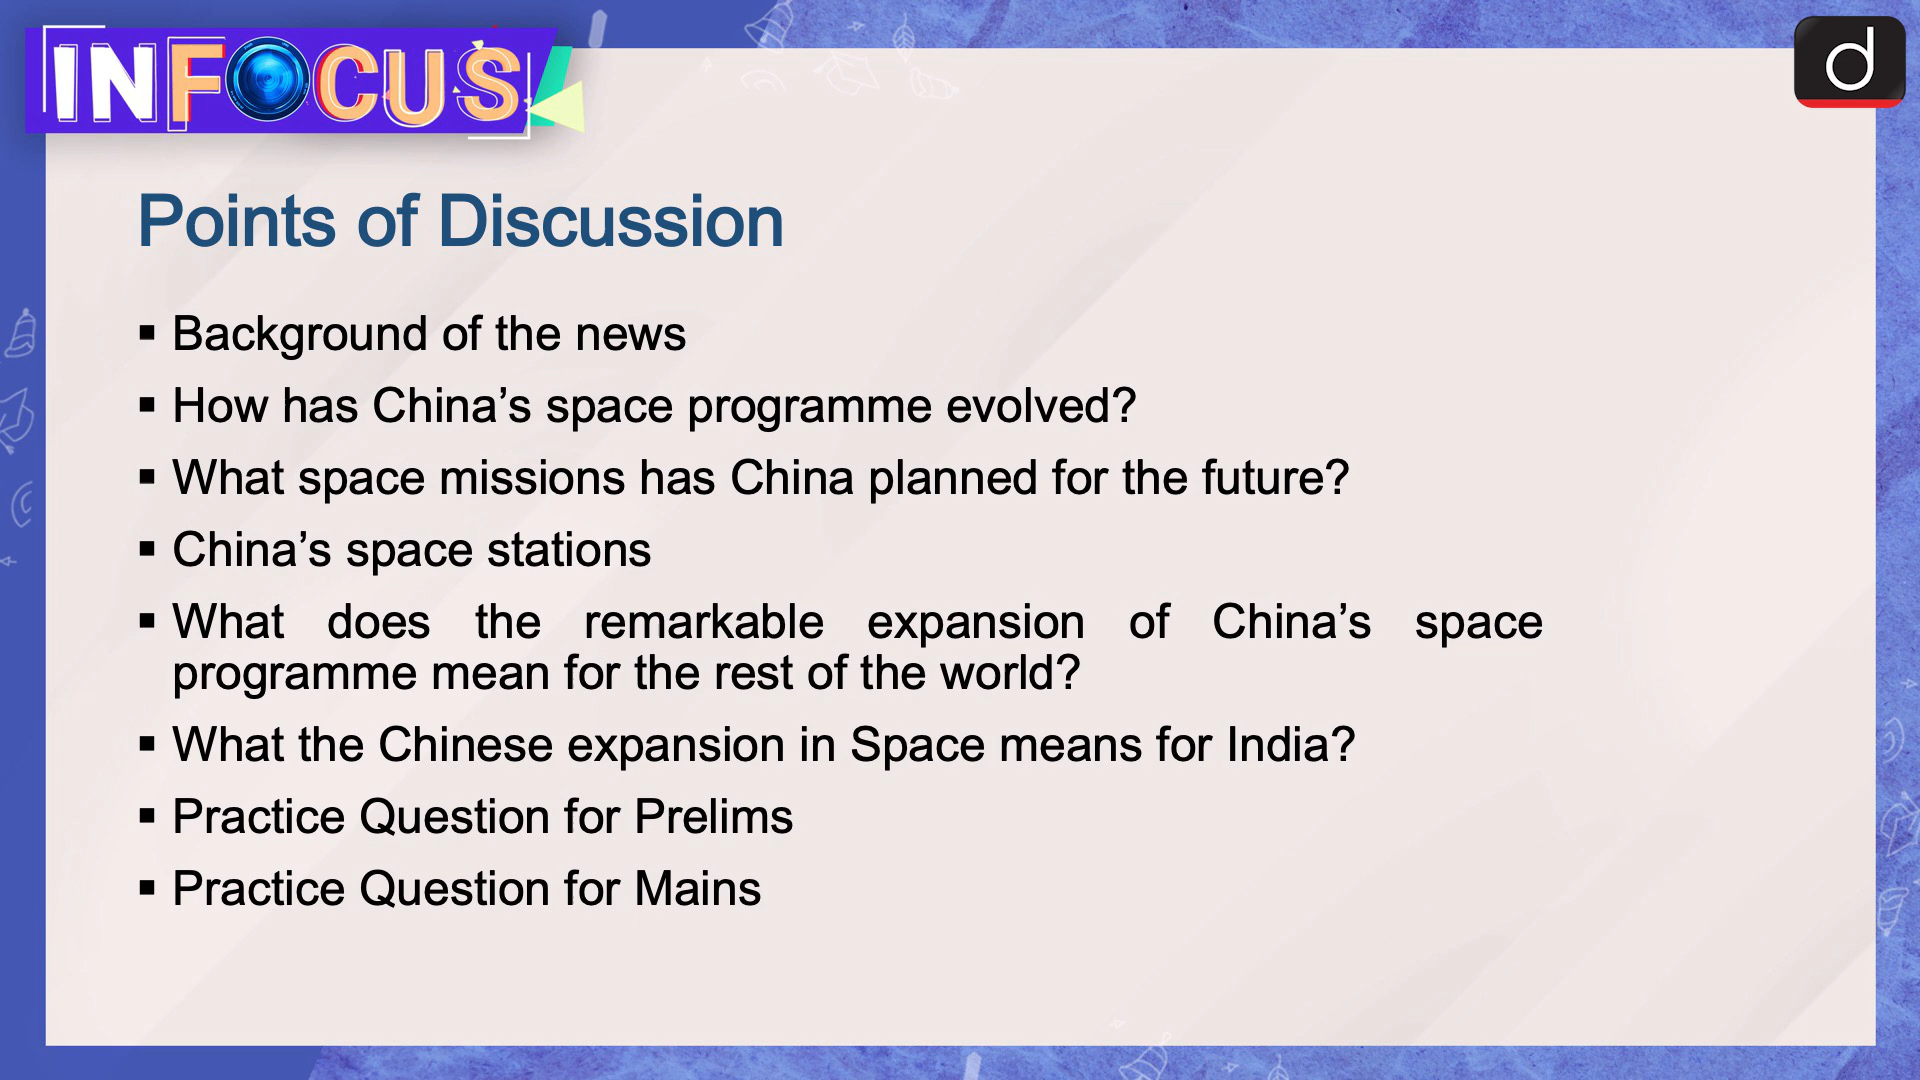 INFOCUS
d
Points of Discussion
▪ Background of the news
▪ How has China’s space programme evolved?
▪ What space missions has China planned for the future?
▪ China’s space stations
▪ What does the remarkable expansion of China’s space
programme mean for the rest of the world?
▪ What the Chinese expansion in Space means for India?
▪ Practice Question for Prelims
▪ Practice Question for Mains